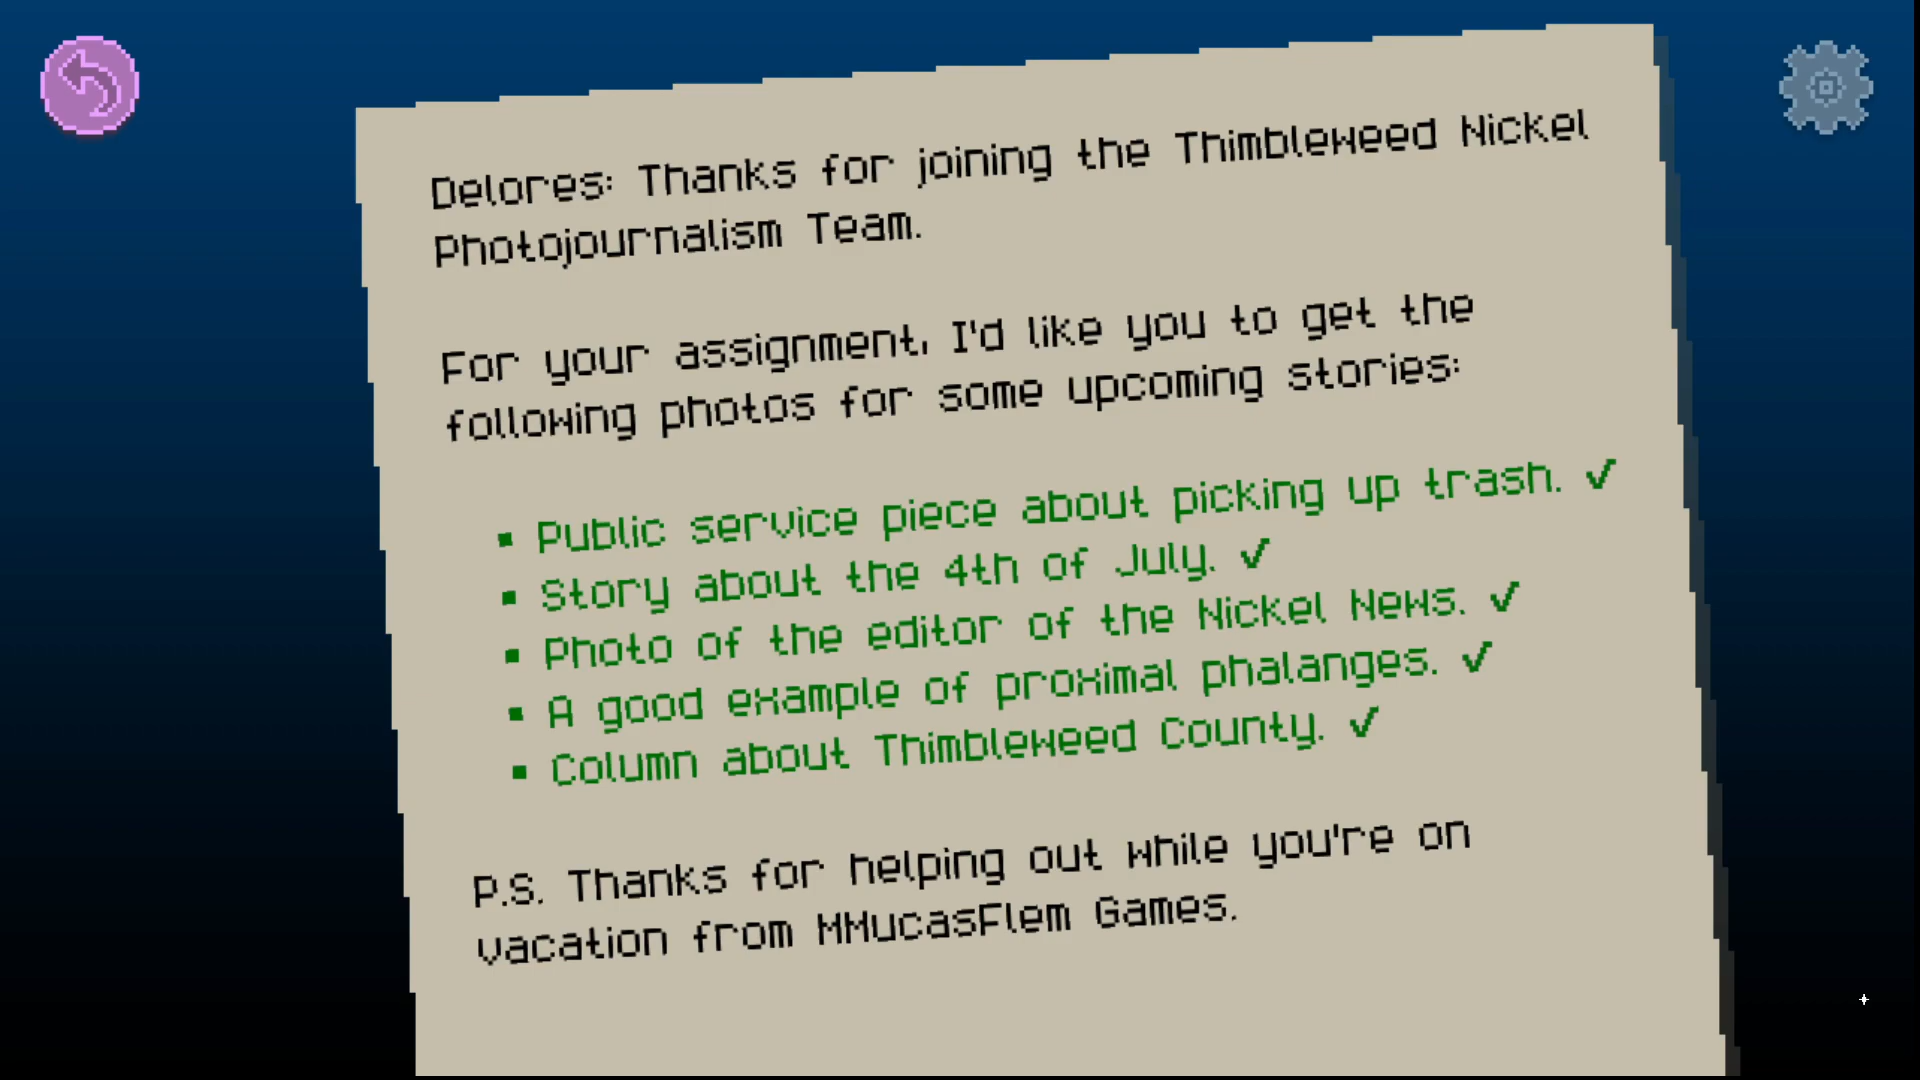 Delores: Thanks for joining the Thimbleweed Nickel
Photojournalism Team.
For your assignment, I'd like you to get the
following photos for some upcoming stories:
▪ Public service piece about picking up trash. ✓
▪ Story about the 4th of July. ✓
▪ Photo of the editor of the Nickel News. ✓
▪ A good example of proximal phalanges. ✓
▪ Column about Thimbleweed County. ✓
P.S. Thanks for helping out while you're on
vacation from MMucasFlem Games.